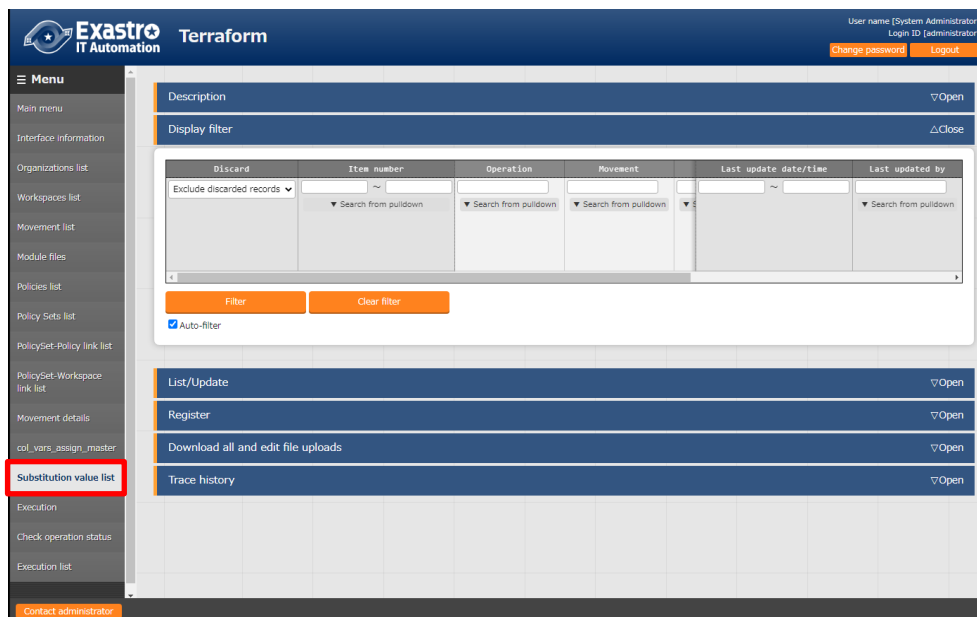 Exastro
IT Automation
Terraform
User name [System Administrator
Login ID [administrator
Change password
Logout
☰ Menu
Main menu
Interface information
Organizations list
Workspaces list
Movement list
Module files
Policies list
Policy Sets list
PolicySet-Policy link list
PolicySet-Workspace
link list
Movement details
col_vars_assign_master
Substitution value list
Execution
Check operation status
Execution list
Contact administrator
Description ▽Open
Display filter △Close
Discard Item number Operation Movement Last update date/time Last updated by
Exclude discarded records ~ ~
▼ Search from pulldown ▼ Search from pulldown ▼ Search from pulldown ▼ S ▼ Search from pulldown
Filter Clear filter
Auto-filter
List/Update ▽Open
Register ▽Open
Download all and edit file uploads ▽Open
Trace history ▽Open